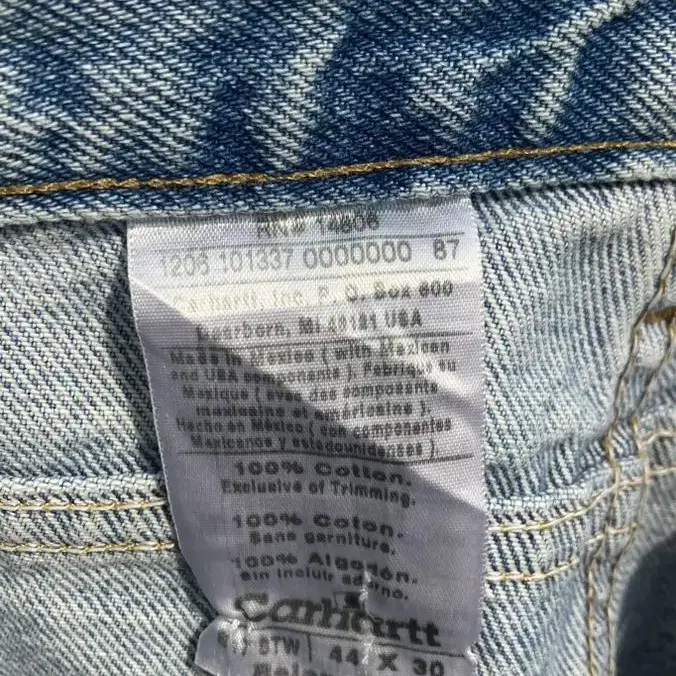 RN# 14806
1206 101337 0000000 87
Carhartt, Inc. P. O. Box 600
Dearborn, MI 48121 USA
Made in Mexico ( with Mexican
and USA components ). Fabriqué au
Mexique ( avec des composants
mexicains et américains ).
Hecho en México ( con componentes
Mexicanos y estadounidenses ).
100% Cotton.
Exclusive of Trimming.
100% Coton.
Sans garniture.
100% Algodón.
sin incluir adorno.
Carhartt
STW 44 X 30